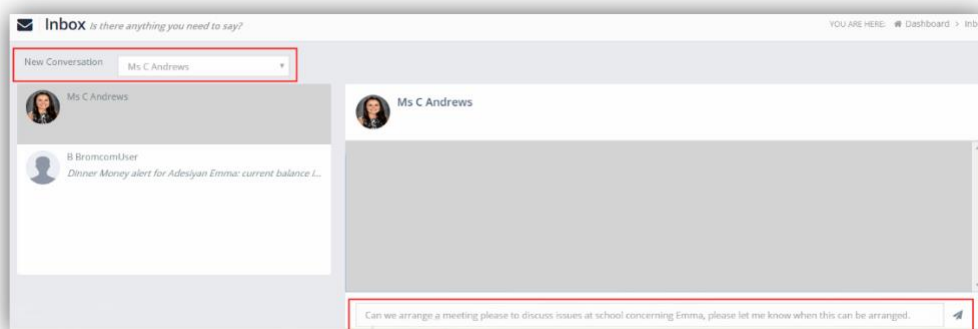 Inbox Is there anything you need to say?
YOU ARE HERE: Dashboard > Inb
New Conversation Ms C Andrews
Ms C Andrews
B BromcomUser
Dinner Money alert for Adesiyan Emma: current balance i...
Ms C Andrews
Can we arrange a meeting please to discuss issues at school concerning Emma, please let me know when this can be arranged.